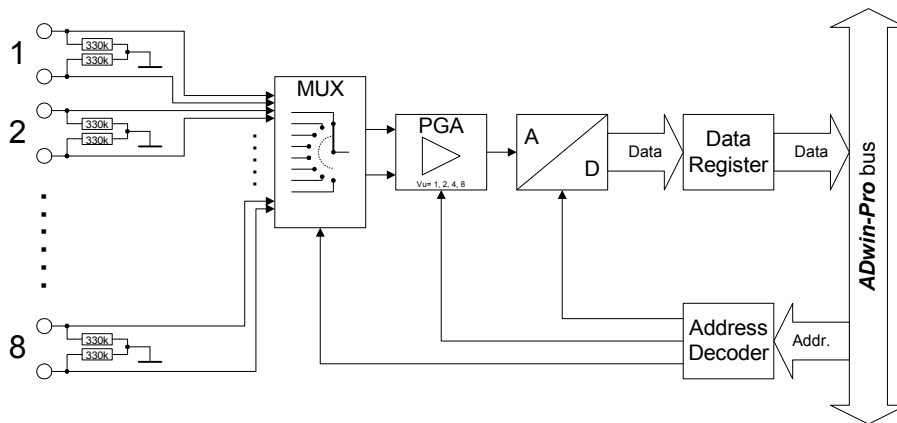 1
330k
330k
2
330k
330k
8
330k
330k
MUX
PGA
Vu= 1, 2, 4, 8
A
D
Data
Data
Register
Data
Address
Decoder
Addr.
ADwin-Pro bus